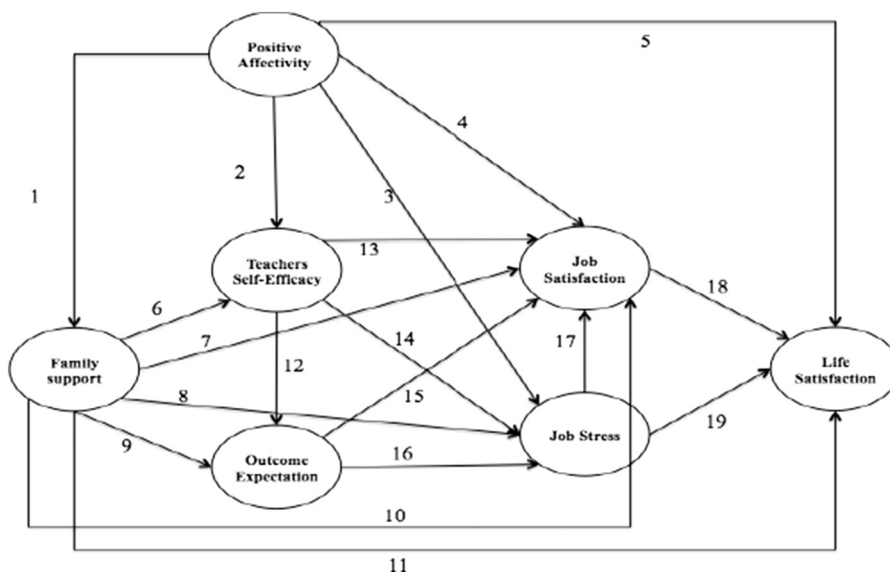 5
Positive
Affectivity
4
2
3
1
13
Teachers
Self-Efficacy
Job
Satisfaction
18
6
7
14
17
12
Family
support
Life
Satisfaction
8
15
19
9
Job Stress
16
Outcome
Expectation
10
11